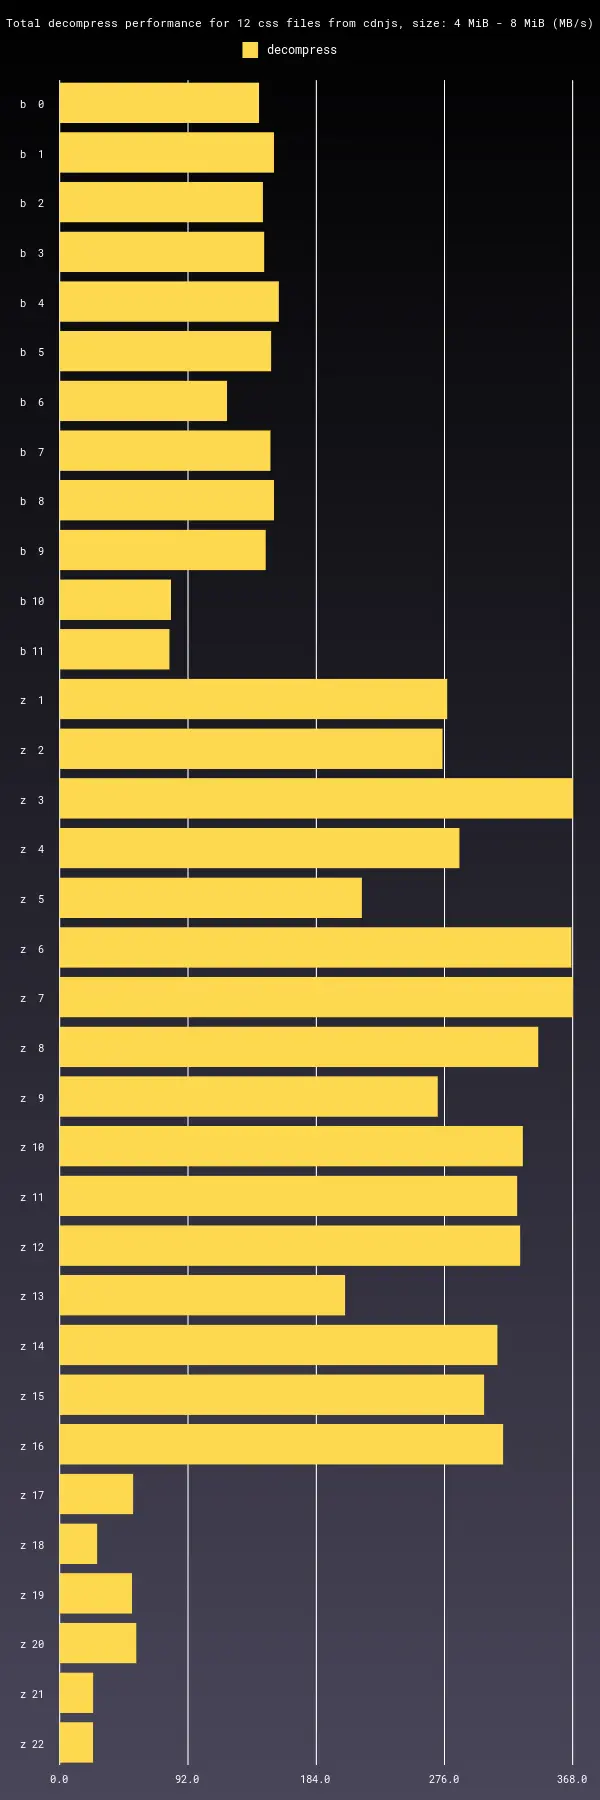 Total decompress performance for 12 css files from cdnjs, size: 4 MiB - 8 MiB (MB/s)
decompress
b 0
b 1
b 2
b 3
b 4
b 5
b 6
b 7
b 8
b 9
b 10
b 11
z 1
z 2
z 3
z 4
z 5
z 6
z 7
z 8
z 9
z 10
z 11
z 12
z 13
z 14
z 15
z 16
z 17
z 18
z 19
z 20
z 21
z 22
0.0 92.0 184.0 276.0 368.0